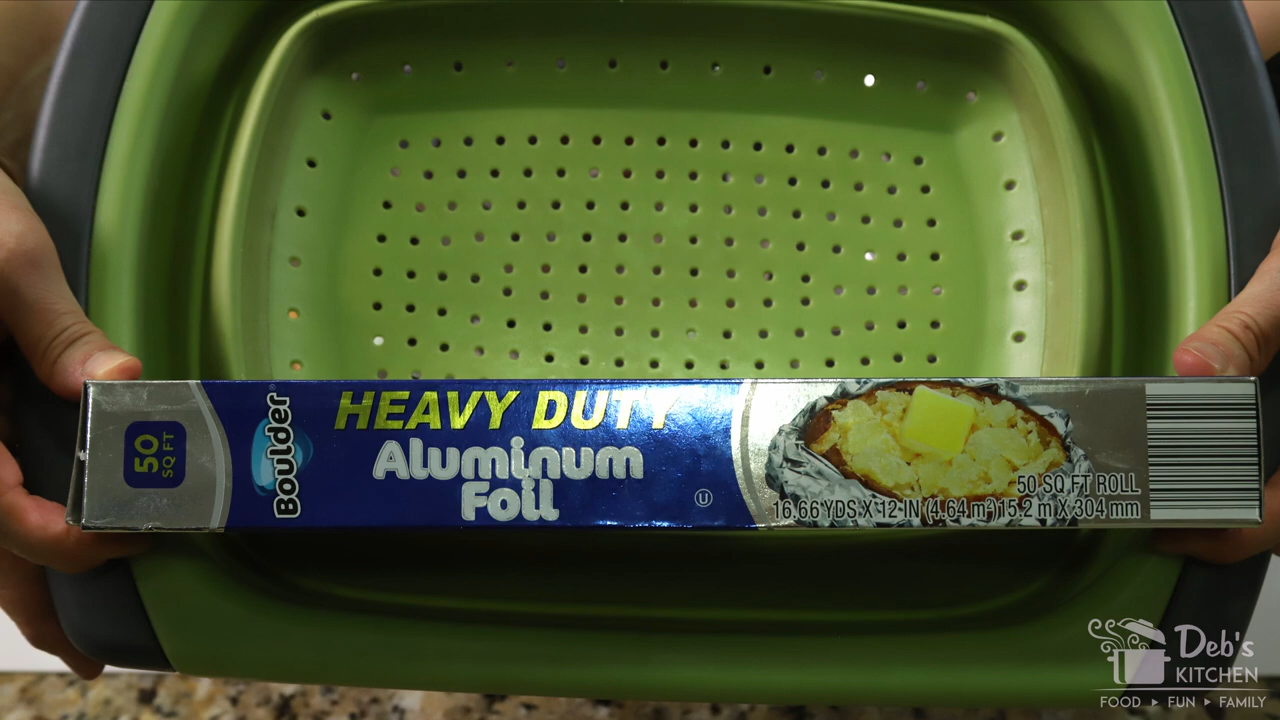 50
SQ FT
Boulder
HEAVY DUTY
Aluminum
Foil
U
50 SQ FT ROLL
16.66 YDS X 12 IN (4.64 m²) 15.2 m X 304 mm
Deb's
KITCHEN
FOOD ▸ FUN ▸ FAMILY